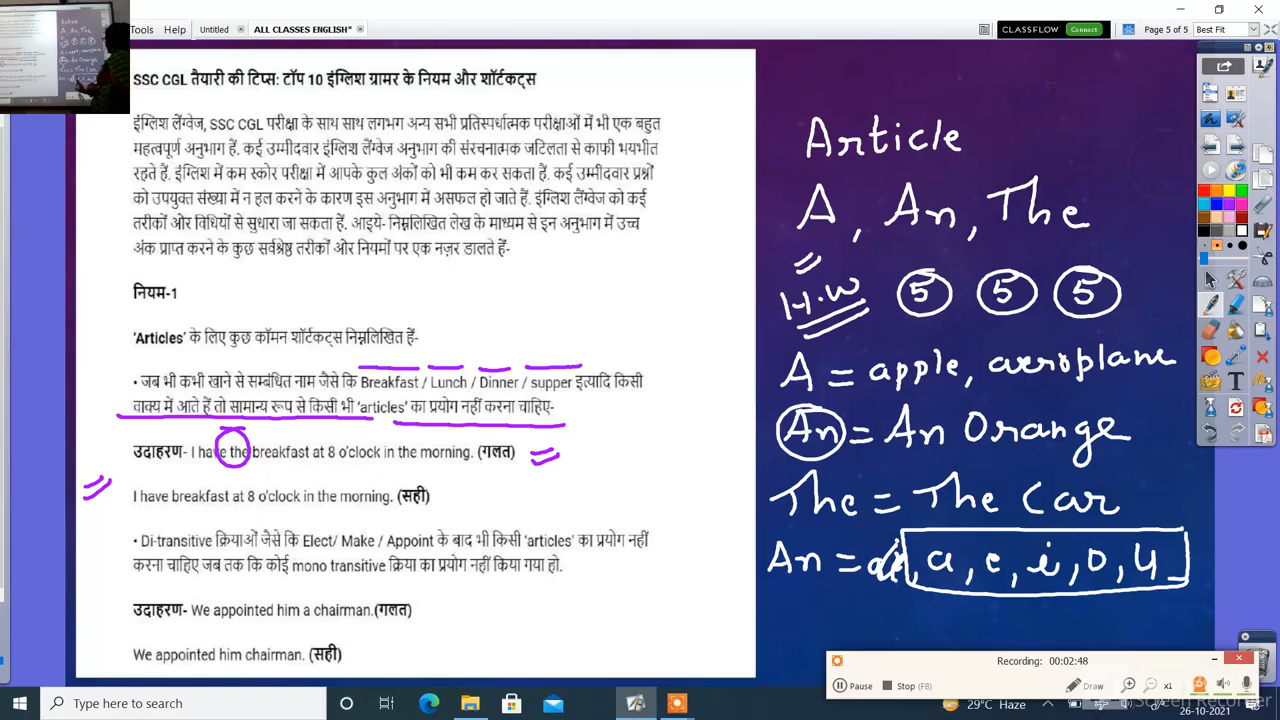 Tools Help Untitled ALL CLASSES ENGLISH* CLASSFLOW Connect Page 5 of 5 Best Fit
SSC CGL तैयारी की टिप्स: टॉप 10 इंग्लिश ग्रामर के नियम और शॉर्टकट्स
इंग्लिश लैंग्वेज, SSC CGL परीक्षा के साथ साथ लगभग अन्य सभी प्रतिस्पर्धात्मक परीक्षाओं में भी एक बहुत
महत्वपूर्ण अनुभाग हैं. कई उम्मीदवार इंग्लिश लैंग्वेज अनुभाग की संरचनात्मक जटिलता से काफी भयभीत
रहते हैं. इंग्लिश में कम स्कोर परीक्षा में आपके कुल अंकों को भी कम कर सकता हैं. कई उम्मीदवार प्रश्नों
को उपयुक्त संख्या में न हल करने के कारण इस अनुभाग में असफल हो जाते हैं. इंग्लिश लैंग्वेज को कई
तरीकों और विधियों से सुधारा जा सकता हैं. आइये- निम्नलिखित लेख के माध्यम से इन अनुभाग में उच्च
अंक प्राप्त करने के कुछ सर्वश्रेष्ठ तरीकों और नियमों पर एक नज़र डालते हैं-
नियम-1
‘Articles’ के लिए कुछ कॉमन शॉर्टकट्स निम्नलिखित हैं-
• जब भी कभी खाने से सम्बंधित नाम जैसे कि Breakfast / Lunch / Dinner / supper इत्यादि किसी
वाक्य में आते हैं तो सामान्य रूप से किसी भी ‘articles’ का प्रयोग नहीं करना चाहिए-
उदाहरण- I have the breakfast at 8 o’clock in the morning. (गलत)
I have breakfast at 8 o’clock in the morning. (सही)
• Di-transitive क्रियाओं जैसे कि Elect/ Make / Appoint के बाद भी किसी ‘articles’ का प्रयोग नहीं
करना चाहिए जब तक कि कोई mono transitive क्रिया का प्रयोग नहीं किया गया हो.
उदाहरण- We appointed him a chairman.(गलत)
We appointed him chairman. (सही)
Article
A, An, The
H.W 5 5 5
A = apple, aeroplane
An = An Orange
The = The Car
An = a, e, i, o, u
Recording: 00:02:48
Pause Stop (F8) Draw x1
Type here to search 29°C Haze 26-10-2021